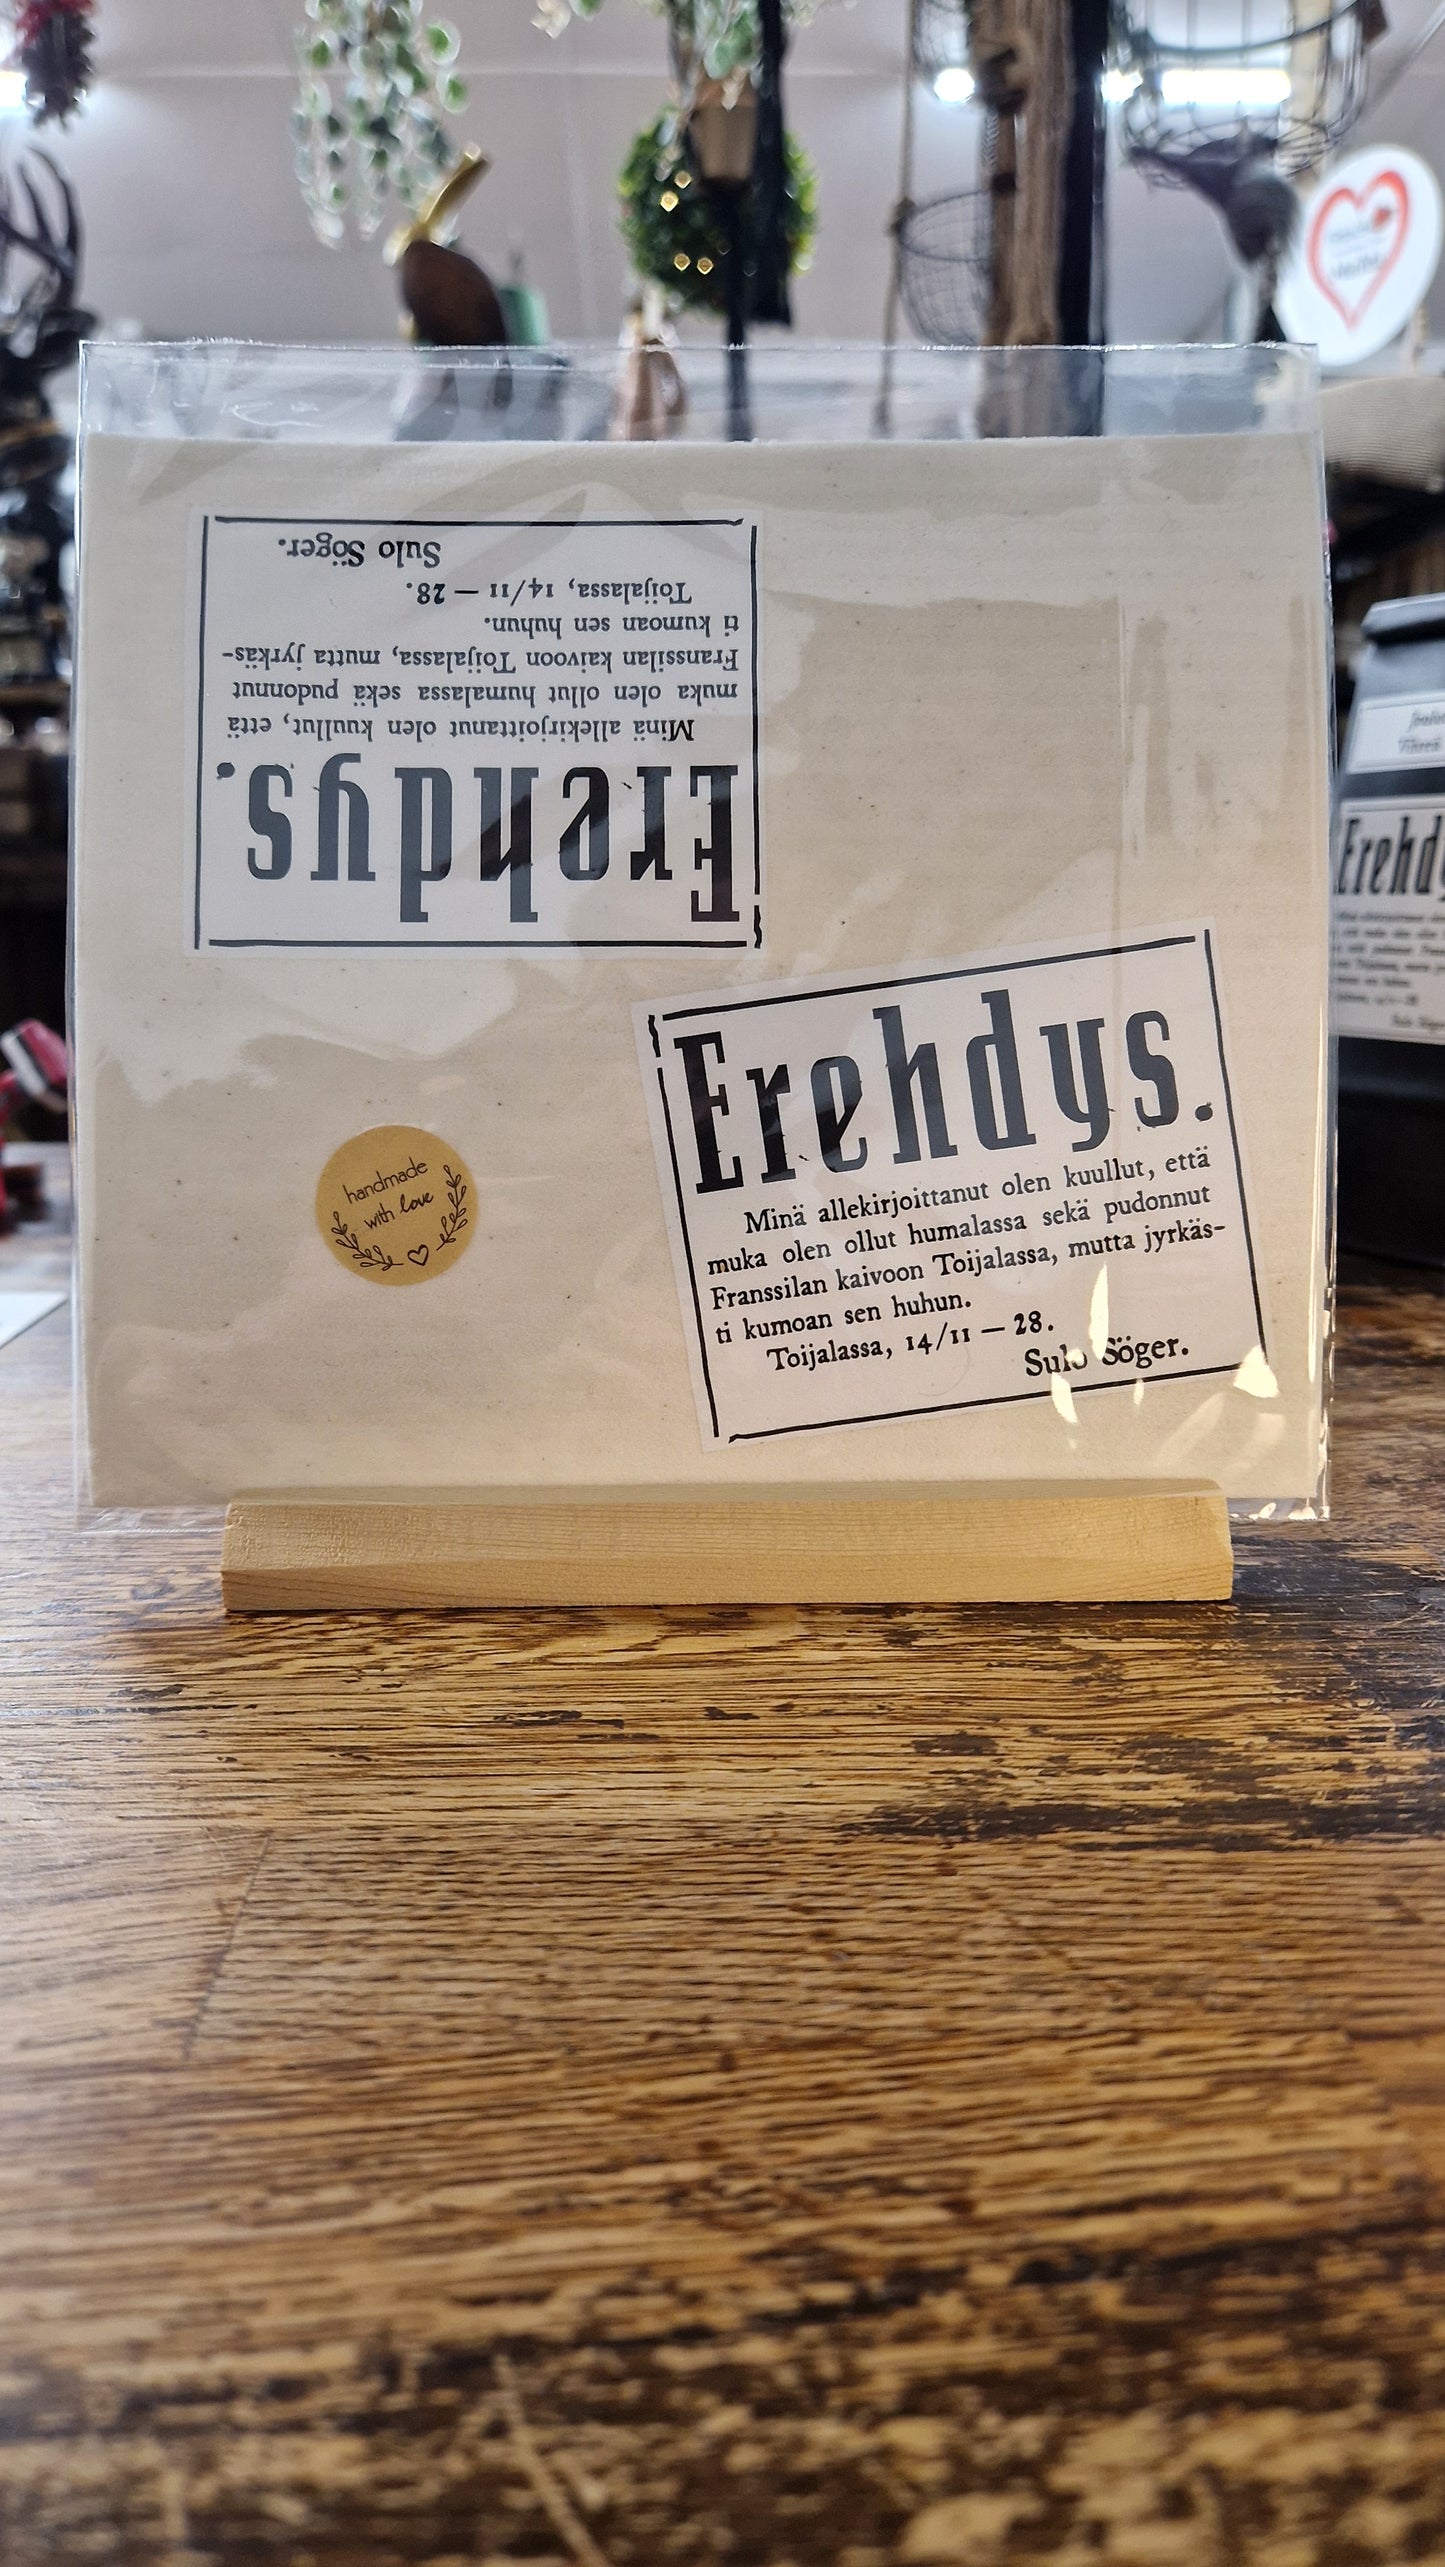 Sulo Söger.
Toijalassa, 14/11 — 28.
ti kumoan sen huhun.
Franssilan kaivoon Toijalassa, mutta jyrkäs-
muka olen ollut humalassa sekä pudonnut
Minä allekirjoittanut olen kuullut, että
Erehdys.
Erehdys.
Minä allekirjoittanut olen kuullut, että
muka olen ollut humalassa sekä pudonnut
Franssilan kaivoon Toijalassa, mutta jyrkäs-
ti kumoan sen huhun.
Toijalassa, 14/11 — 28.
Sulo Söger.
handmade
with love